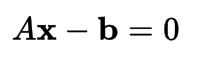 Ax − b = 0